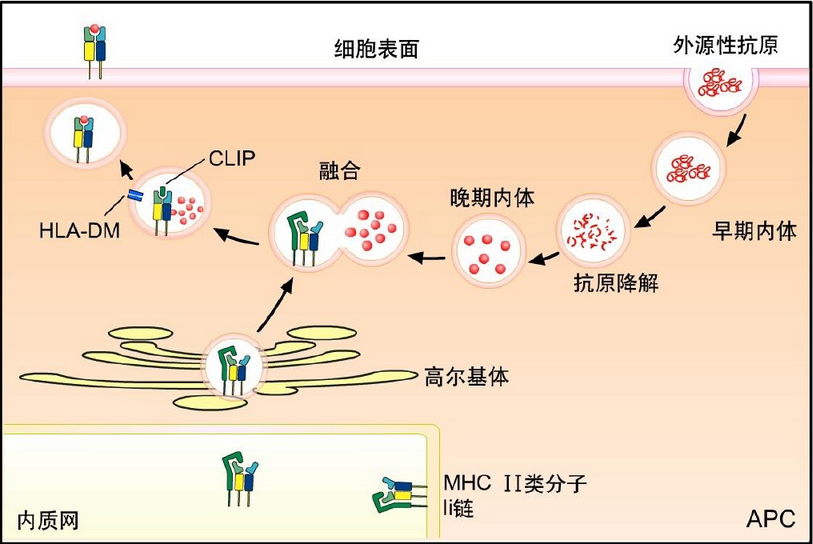 细胞表面
外源性抗原
CLIP
融合
晚期内体
HLA-DM
早期内体
抗原降解
高尔基体
MHC II类分子
Ii链
内质网
APC